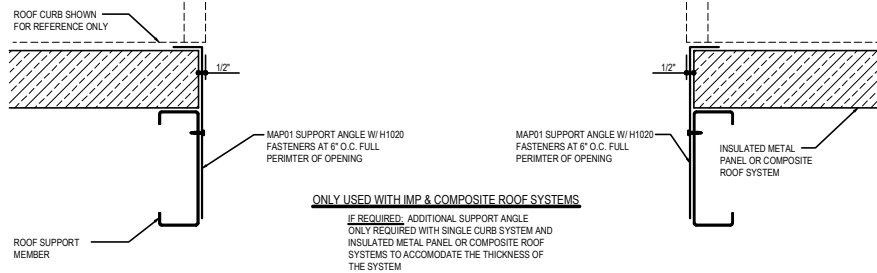 ROOF CURB SHOWN
FOR REFERENCE ONLY
1/2"
1/2"
MAP01 SUPPORT ANGLE W/ H1020
FASTENERS AT 6" O.C. FULL
PERIMTER OF OPENING
MAP01 SUPPORT ANGLE W/ H1020
FASTENERS AT 6" O.C. FULL
PERIMTER OF OPENING
INSULATED METAL
PANEL OR COMPOSITE
ROOF SYSTEM
ONLY USED WITH IMP & COMPOSITE ROOF SYSTEMS
IF REQUIRED: ADDITIONAL SUPPORT ANGLE
ONLY REQUIRED WITH SINGLE CURB SYSTEM AND
INSULATED METAL PANEL OR COMPOSITE ROOF
SYSTEMS TO ACCOMODATE THE THICKNESS OF
THE SYSTEM
ROOF SUPPORT
MEMBER